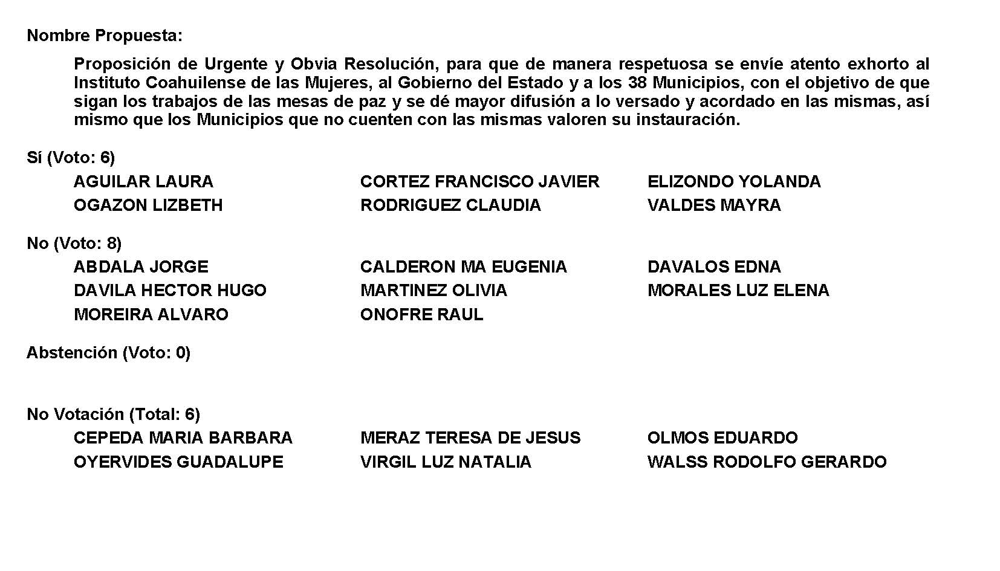 Nombre Propuesta:
Proposición de Urgente y Obvia Resolución, para que de manera respetuosa se envíe atento exhorto al
Instituto Coahuilense de las Mujeres, al Gobierno del Estado y a los 38 Municipios, con el objetivo de que
sigan los trabajos de las mesas de paz y se dé mayor difusión a lo versado y acordado en las mismas, así
mismo que los Municipios que no cuenten con las mismas valoren su instauración.
Sí (Voto: 6)
AGUILAR LAURA CORTEZ FRANCISCO JAVIER ELIZONDO YOLANDA
OGAZON LIZBETH RODRIGUEZ CLAUDIA VALDES MAYRA
No (Voto: 8)
ABDALA JORGE CALDERON MA EUGENIA DAVALOS EDNA
DAVILA HECTOR HUGO MARTINEZ OLIVIA MORALES LUZ ELENA
MOREIRA ALVARO ONOFRE RAUL
Abstención (Voto: 0)
No Votación (Total: 6)
CEPEDA MARIA BARBARA MERAZ TERESA DE JESUS OLMOS EDUARDO
OYERVIDES GUADALUPE VIRGIL LUZ NATALIA WALSS RODOLFO GERARDO